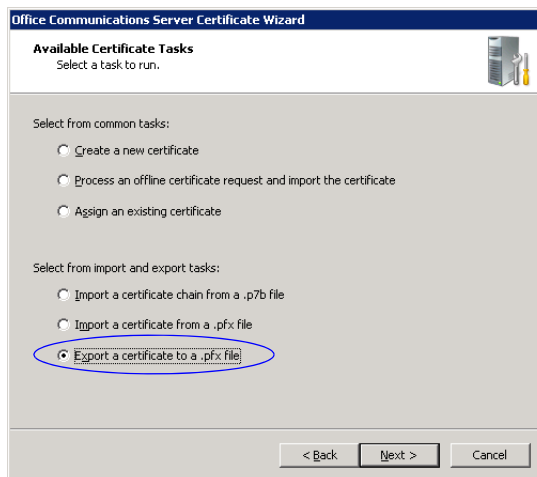 Office Communications Server Certificate Wizard
Available Certificate Tasks
Select a task to run.
Select from common tasks:
Create a new certificate
Process an offline certificate request and import the certificate
Assign an existing certificate
Select from import and export tasks:
Import a certificate chain from a .p7b file
Import a certificate from a .pfx file
Export a certificate to a .pfx file
< Back Next > Cancel